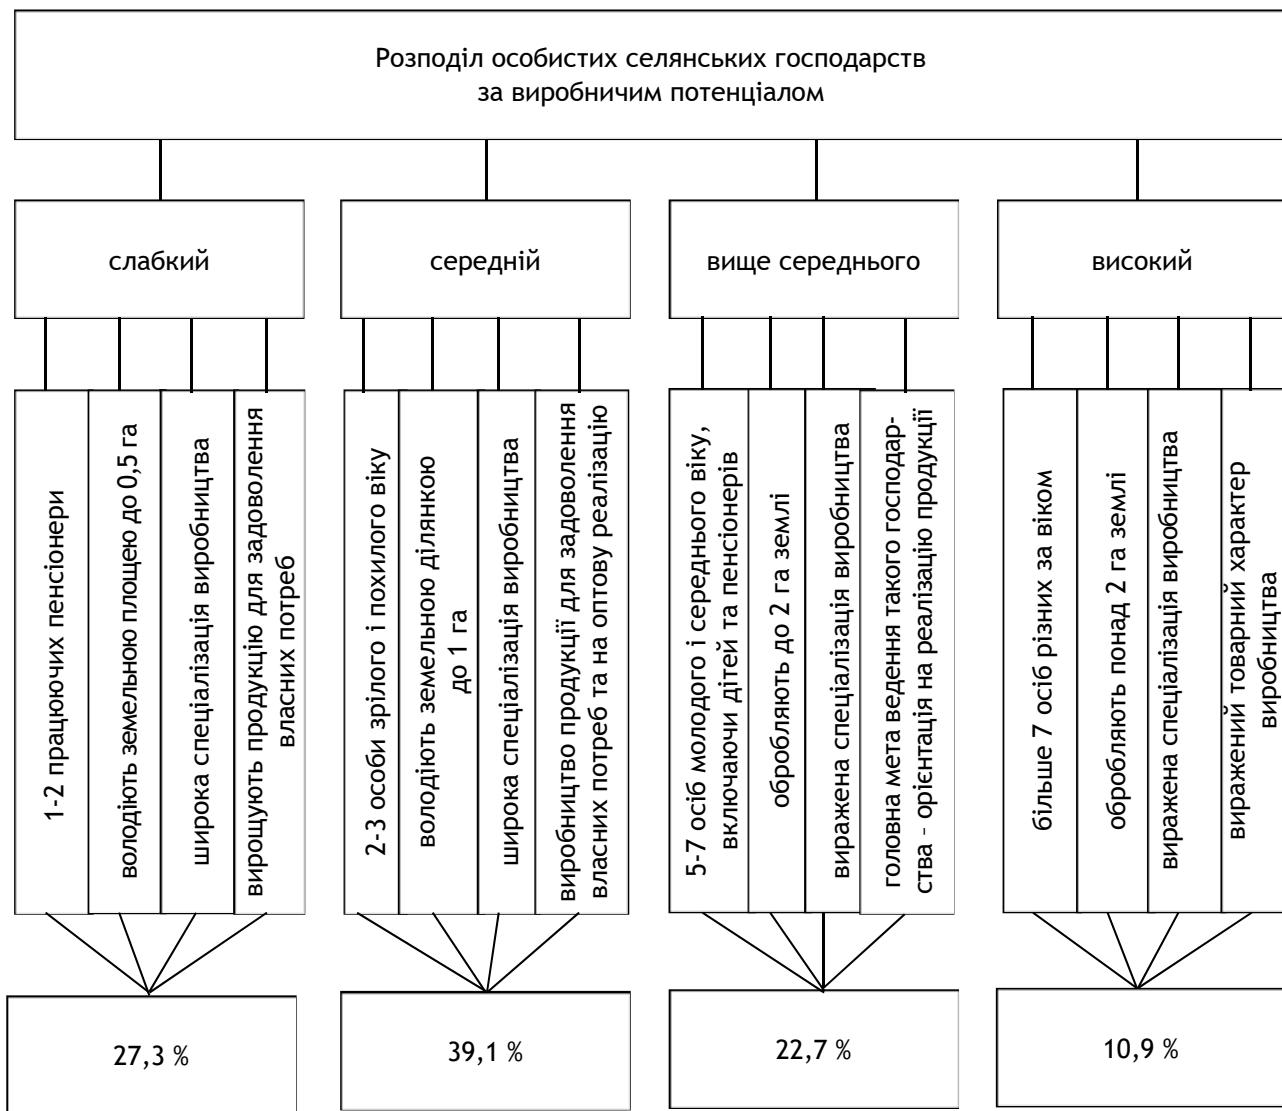 Розподіл особистих селянських господарств
за виробничим потенціалом
слабкий
середній
вище середнього
високий
1-2 працюючих пенсіонери
володіють земельною площею до 0,5 га
широка спеціалізація виробництва
вирощують продукцію для задоволення
власних потреб
2-3 особи зрілого і похилого віку
володіють земельною ділянкою
до 1 га
широка спеціалізація виробництва
виробництво продукції для задоволення
власних потреб та на оптову реалізацію
5-7 осіб молодого і середнього віку,
включаючи дітей та пенсіонерів
обробляють до 2 га землі
виражена спеціалізація виробництва
головна мета ведення такого господар-
ства - орієнтація на реалізацію продукції
більше 7 осіб різних за віком
обробляють понад 2 га землі
виражена спеціалізація виробництва
виражений товарний характер
виробництва
27,3 %
39,1 %
22,7 %
10,9 %